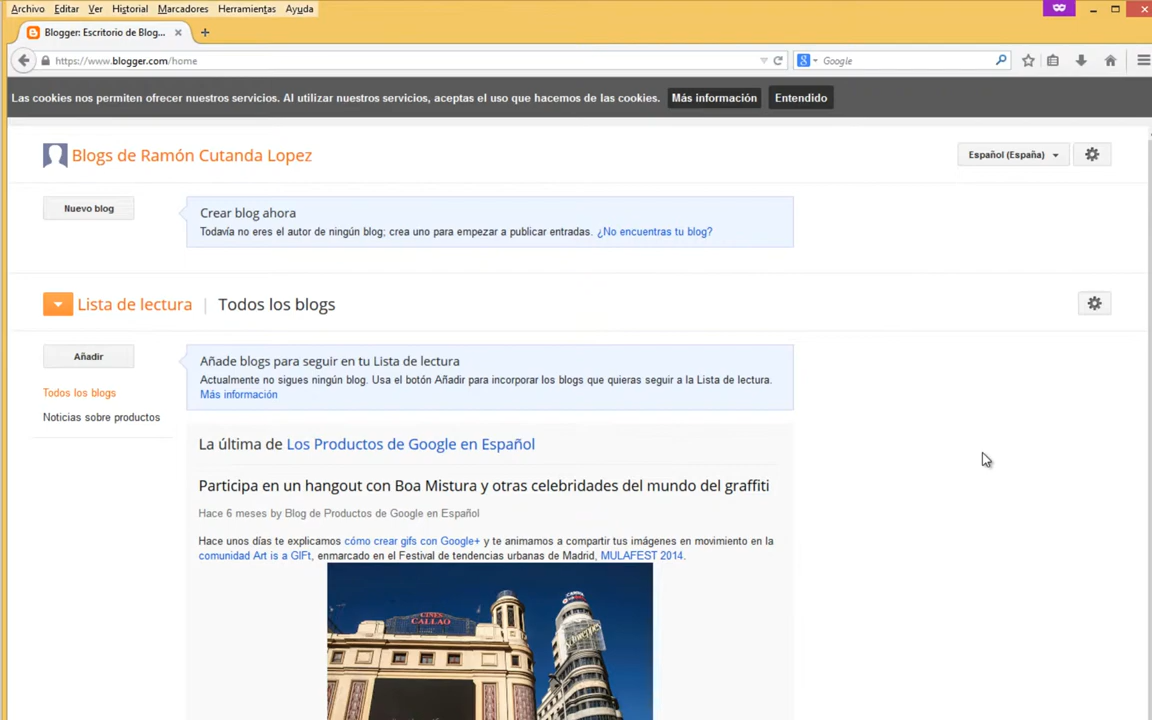 Archivo Editar Ver Historial Marcadores Herramientas Ayuda
Blogger: Escritorio de Blog...
https://www.blogger.com/home
Google
Las cookies nos permiten ofrecer nuestros servicios. Al utilizar nuestros servicios, aceptas el uso que hacemos de las cookies. Más información Entendido
Blogs de Ramón Cutanda Lopez
Español (España)
Nuevo blog
Crear blog ahora
Todavía no eres el autor de ningún blog; crea uno para empezar a publicar entradas. ¿No encuentras tu blog?
Lista de lectura | Todos los blogs
Añadir
Añade blogs para seguir en tu Lista de lectura
Actualmente no sigues ningún blog. Usa el botón Añadir para incorporar los blogs que quieras seguir a la Lista de lectura.
Más información
Todos los blogs
Noticias sobre productos
La última de Los Productos de Google en Español
Participa en un hangout con Boa Mistura y otras celebridades del mundo del graffiti
Hace 6 meses by Blog de Productos de Google en Español
Hace unos días te explicamos cómo crear gifs con Google+ y te animamos a compartir tus imágenes en movimiento en la
comunidad Art is a GIFt, enmarcado en el Festival de tendencias urbanas de Madrid, MULAFEST 2014.
CINES
CALLAO
Schweppes